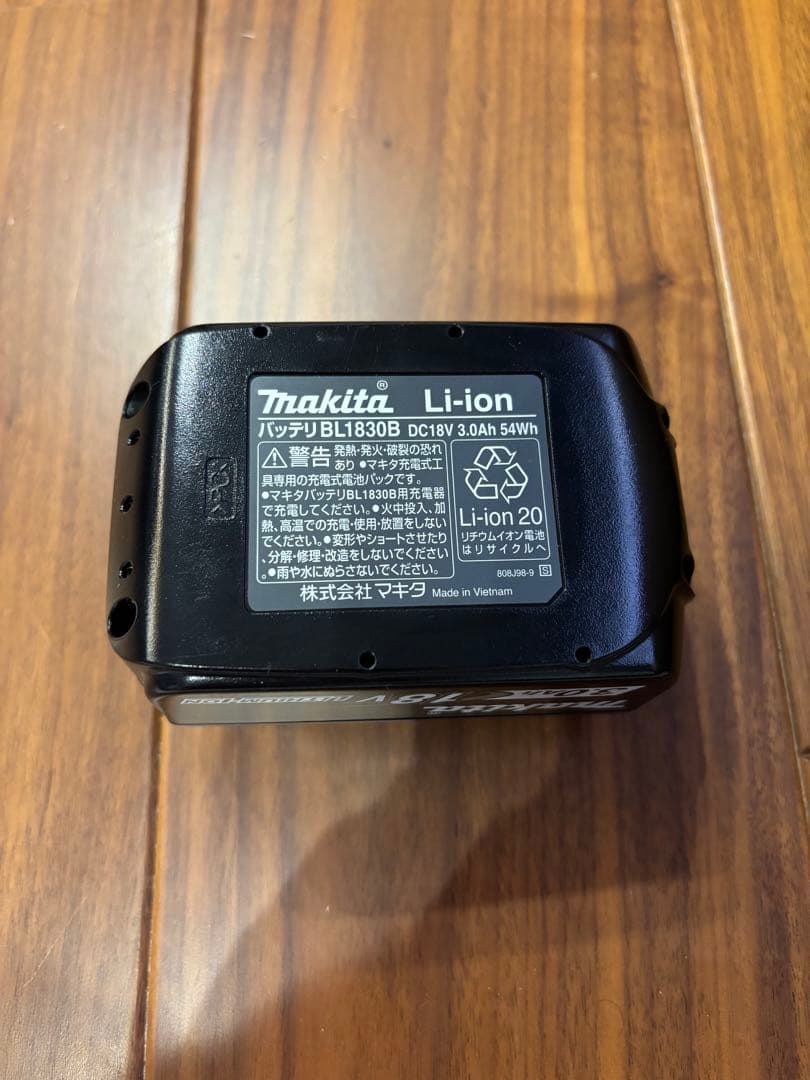 makita® Li-ion
バッテリ BL1830B DC18V 3.0Ah 54Wh
警告 発熱・発火・破裂の恐れ
あり ●マキタ充電式工
具専用の充電式電池パックです。
●マキタバッテリBL1830B用充電器
で充電してください。●火中投入、加
熱、高温での充電・使用・放置をしない
でください。●変形やショートさせたり
、分解・修理・改造をしないでください
。●雨や水にぬらさないでください。
Li-ion 20
リチウムイオン電池
はリサイクルへ
808J98-9 S
株式会社 マキタ Made in Vietnam
>PC<
makita 18V LITHIUM-ION
3.0Ah